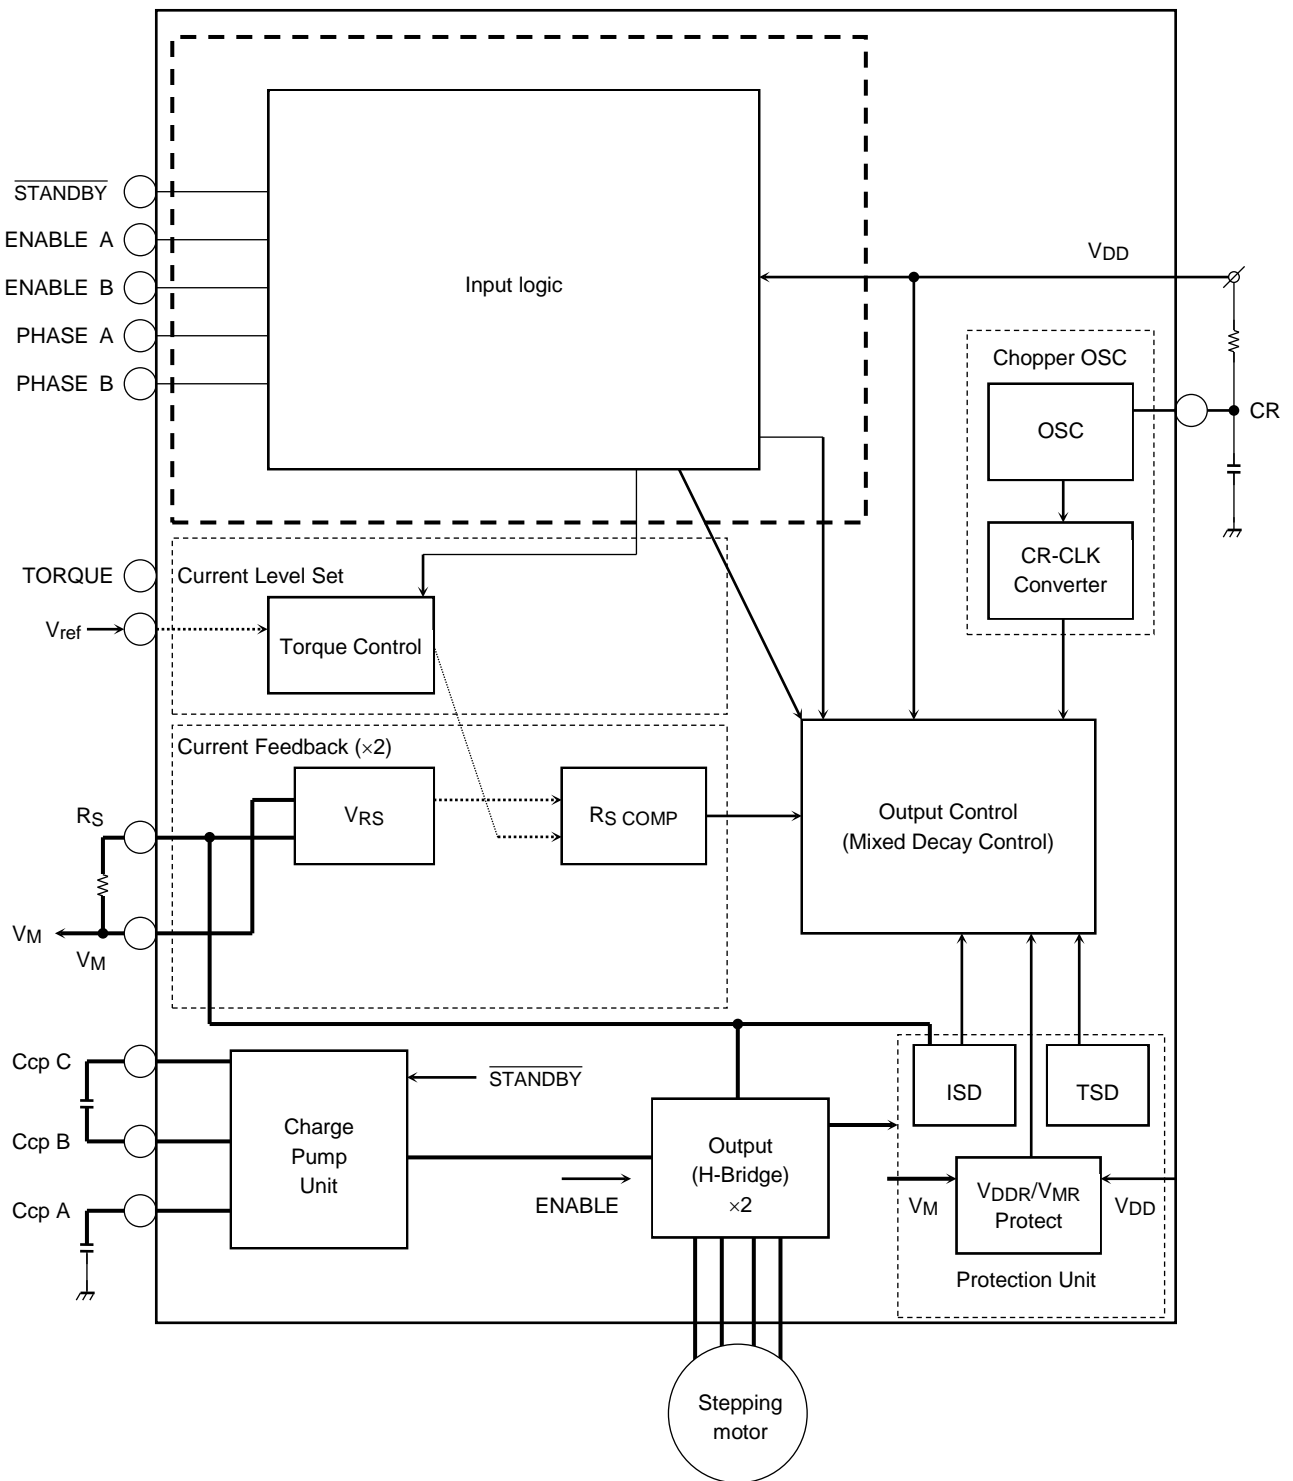 STANDBY
ENABLE A
ENABLE B
PHASE A
PHASE B
Input logic
VDD
Chopper OSC
OSC
CR
CR-CLK
Converter
TORQUE
Current Level Set
Vref
Torque Control
Current Feedback (×2)
VRS
RS COMP
Output Control
(Mixed Decay Control)
RS
VM
VM
Ccp C
Ccp B
Ccp A
Charge
Pump
Unit
STANDBY
ENABLE
Output
(H-Bridge)
×2
ISD
TSD
VM
VDDR/VMR
Protect
VDD
Protection Unit
Stepping
motor